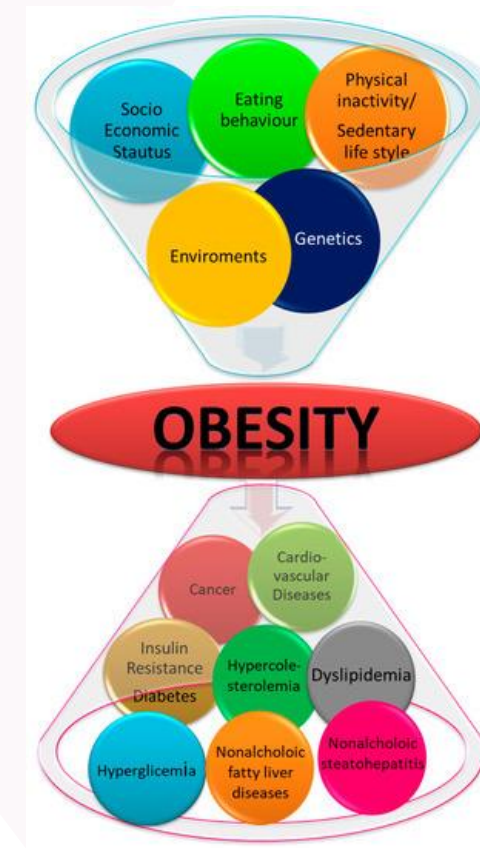 Socio
Economic
Stautus
Eating
behaviour
Physical
inactivity/
Sedentary
life style
Enviroments
Genetics
OBESITY
Cancer
Cardio-
vascular
Diseases
Insulin
Resistance
Diabetes
Hypercole-
sterolemia
Dyslipidemia
Hyperglicemia
Nonalcholoic
fatty liver
diseases
Nonalcholoic
steatohepatitis